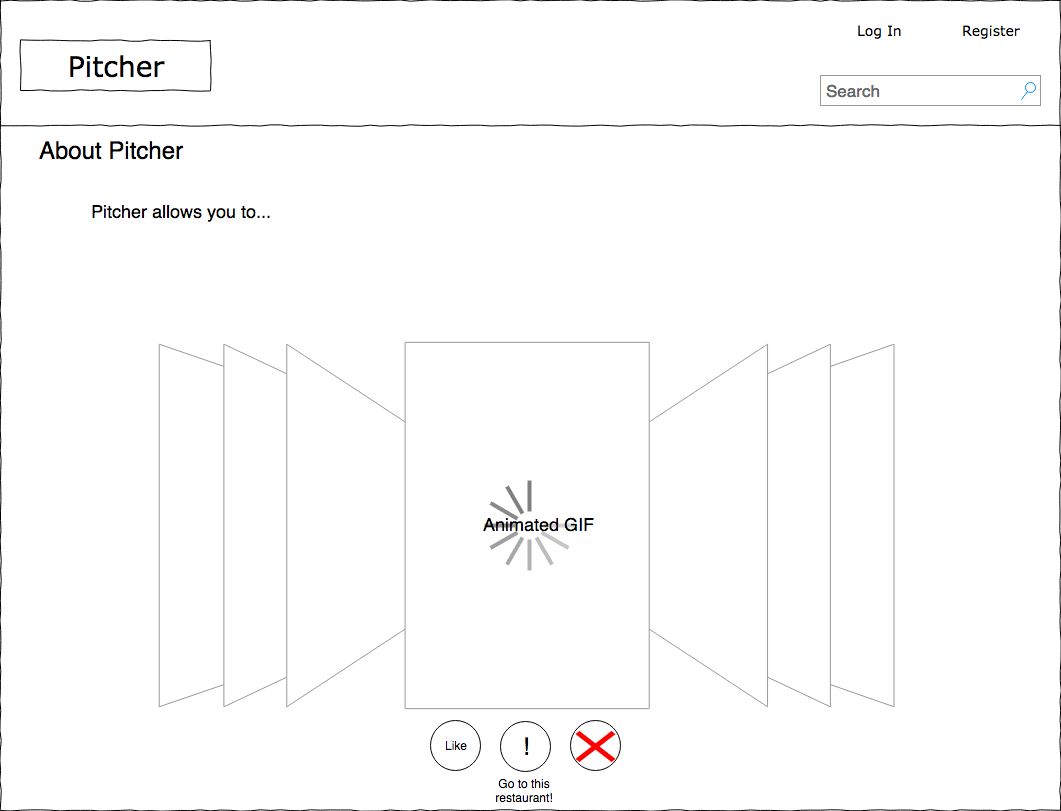 Log In Register
Pitcher
Search
About Pitcher
Pitcher allows you to...
Animated GIF
Like ! 
Go to this
restaurant!